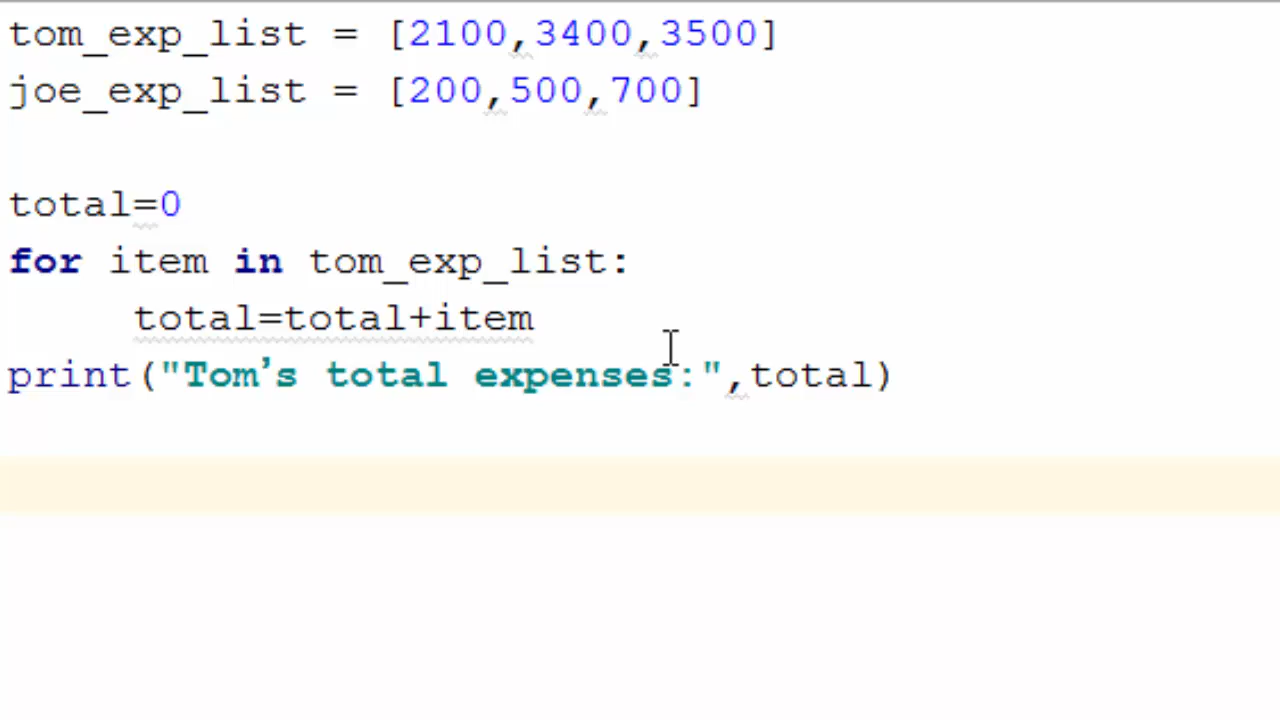 tom_exp_list = [2100,3400,3500]
joe_exp_list = [200,500,700]
total=0
for item in tom_exp_list:
total=total+item
print("Tom's total expenses:",total)